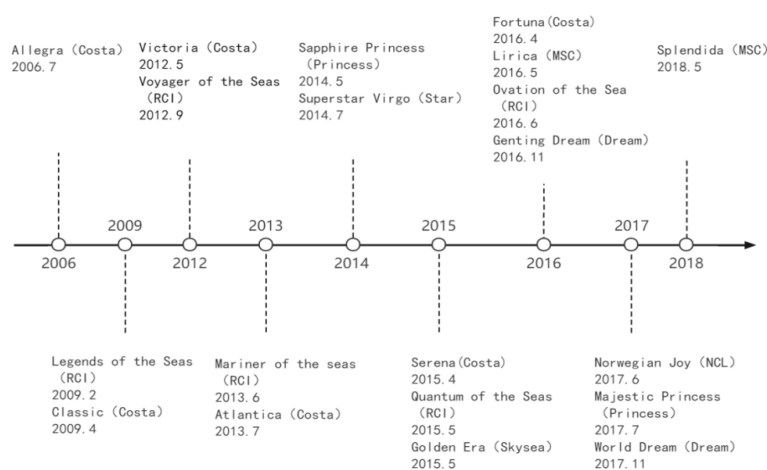 Allegra (Costa)
2006.7
Victoria (Costa)
2012.5
Voyager of the Seas
(RCI)
2012.9
Sapphire Princess
(Princess)
2014.5
Superstar Virgo (Star)
2014.7
Fortuna(Costa)
2016.4
Lirica (MSC)
2016.5
Ovation of the Sea
(RCI)
2016.6
Genting Dream (Dream)
2016.11
Splendida (MSC)
2018.5
2009
2013
2015
2017
2006
2012
2014
2016
2018
Legends of the Seas
(RCI)
2009.2
Classic (Costa)
2009.4
Mariner of the seas
(RCI)
2013.6
Atlantica (Costa)
2013.7
Serena(Costa)
2015.4
Quantum of the Seas
(RCI)
2015.5
Golden Era (Skysea)
2015.5
Norwegian Joy (NCL)
2017.6
Majestic Princess
(Princess)
2017.7
World Dream (Dream)
2017.11